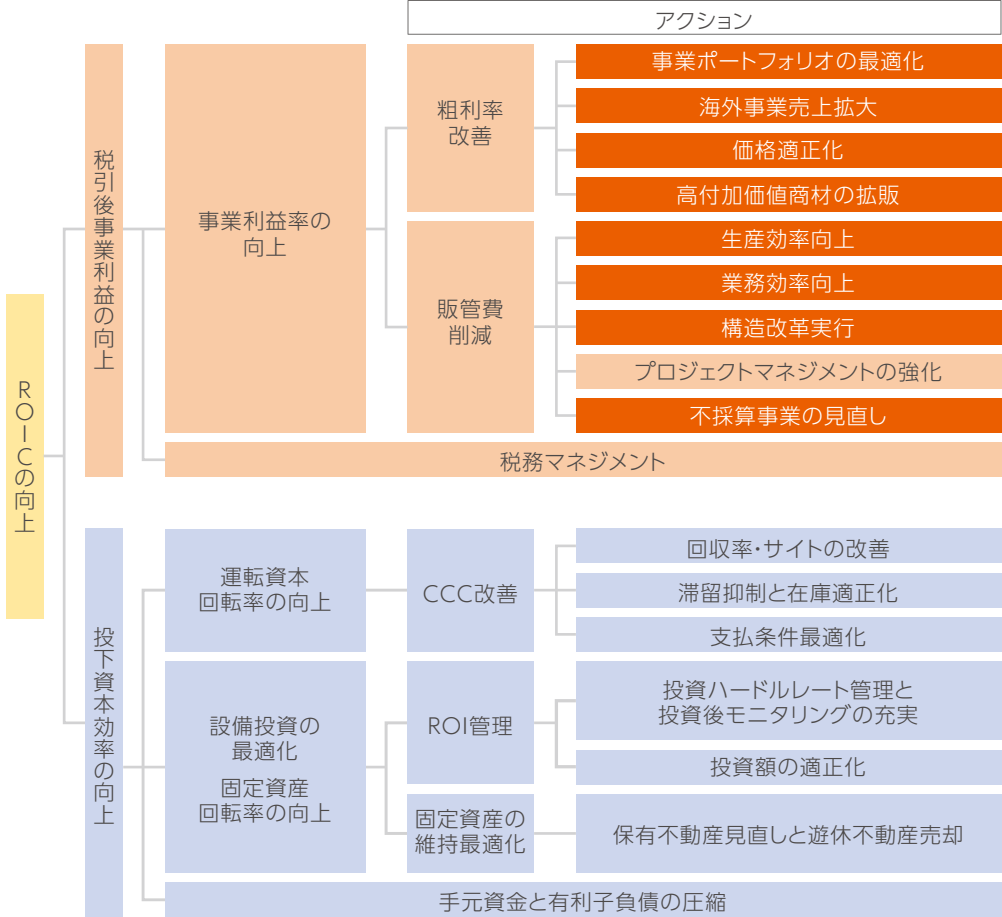 アクション
ROICの向上
税引後事業利益の向上
事業利益率の
向上
粗利率
改善
事業ポートフォリオの最適化
海外事業売上拡大
価格適正化
高付加価値商材の拡販
販管費
削減
生産効率向上
業務効率向上
構造改革実行
プロジェクトマネジメントの強化
不採算事業の見直し
税務マネジメント
投下資本効率の向上
運転資本
回転率の向上
CCC改善
回収率・サイトの改善
滞留抑制と在庫適正化
支払条件最適化
設備投資の
最適化
固定資産
回転率の向上
ROI管理
投資ハードルレート管理と
投資後モニタリングの充実
投資額の適正化
固定資産の
維持最適化
保有不動産見直しと遊休不動産売却
手元資金と有利子負債の圧縮